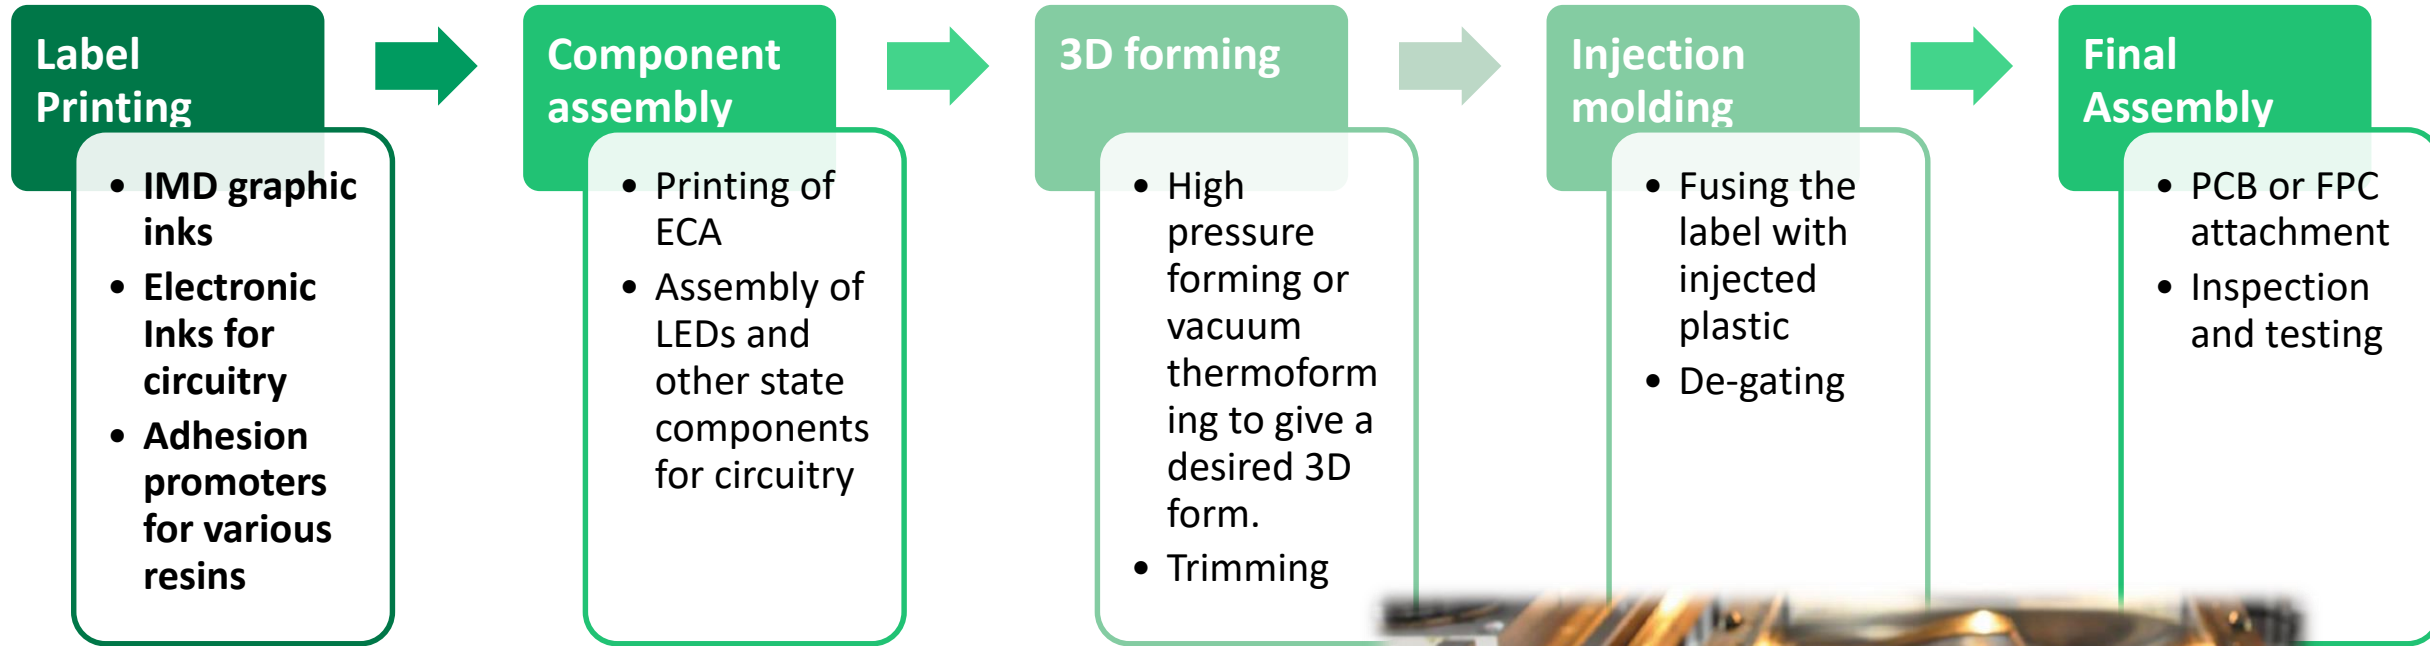 Label
Printing
• IMD graphic
inks
• Electronic
Inks for
circuitry
• Adhesion
promoters
for various
resins
Component
assembly
• Printing of
ECA
• Assembly of
LEDs and
other state
components
for circuitry
3D forming
• High
pressure
forming or
vacuum
thermoform
ing to give a
desired 3D
form.
• Trimming
Injection
molding
• Fusing the
label with
injected
plastic
• De-gating
Final
Assembly
• PCB or FPC
attachment
• Inspection
and testing